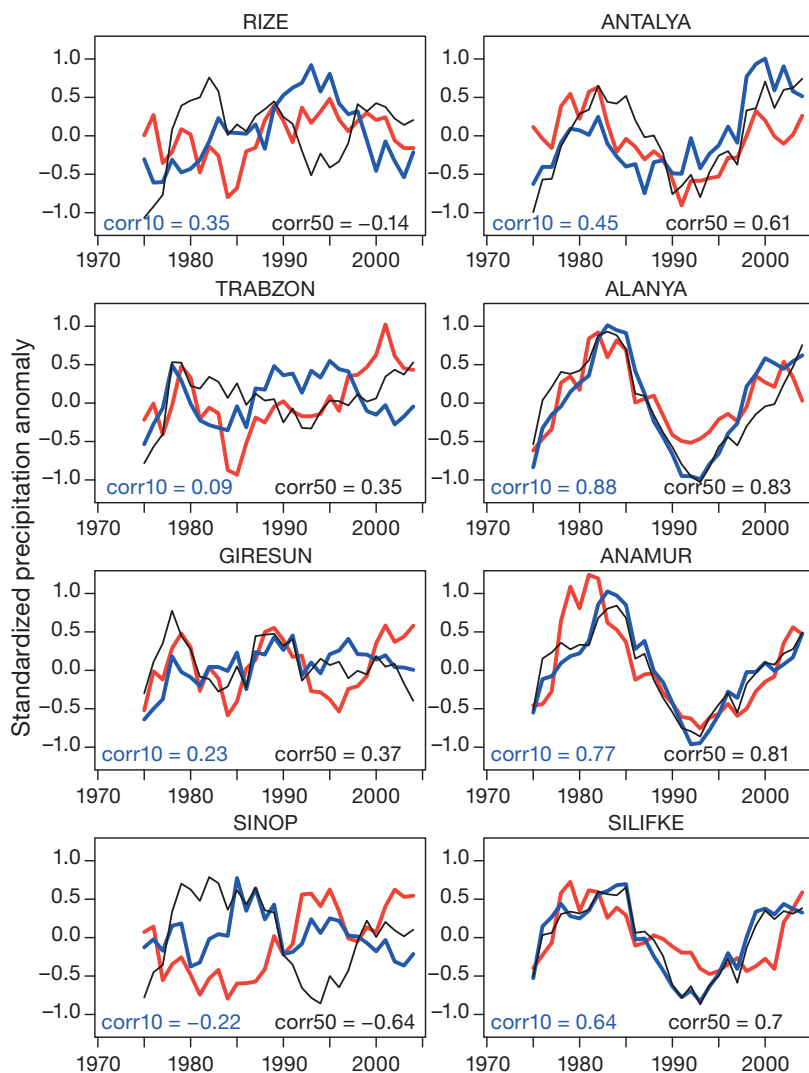 Standardized precipitation anomaly
RIZE
1.0
0.5
0.0
−0.5
−1.0
corr10 = 0.35
corr50 = −0.14
1970 1980 1990 2000
ANTALYA
1.0
0.5
0.0
−0.5
−1.0
corr10 = 0.45
corr50 = 0.61
1970 1980 1990 2000
TRABZON
1.0
0.5
0.0
−0.5
−1.0
corr10 = 0.09
corr50 = 0.35
1970 1980 1990 2000
ALANYA
1.0
0.5
0.0
−0.5
−1.0
corr10 = 0.88
corr50 = 0.83
1970 1980 1990 2000
GIRESUN
1.0
0.5
0.0
−0.5
−1.0
corr10 = 0.23
corr50 = 0.37
1970 1980 1990 2000
ANAMUR
1.0
0.5
0.0
−0.5
−1.0
corr10 = 0.77
corr50 = 0.81
1970 1980 1990 2000
SINOP
1.0
0.5
0.0
−0.5
−1.0
corr10 = −0.22
corr50 = −0.64
1970 1980 1990 2000
SILIFKE
1.0
0.5
0.0
−0.5
−1.0
corr10 = 0.64
corr50 = 0.7
1970 1980 1990 2000